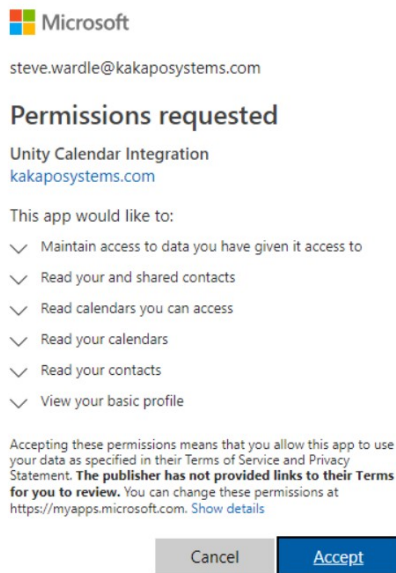 Microsoft
steve.wardle@kakaposystems.com
Permissions requested
Unity Calendar Integration
kakaposystems.com
This app would like to:
Maintain access to data you have given it access to
Read your and shared contacts
Read calendars you can access
Read your calendars
Read your contacts
View your basic profile
Accepting these permissions means that you allow this app to use
your data as specified in their Terms of Service and Privacy
Statement. The publisher has not provided links to their Terms
for you to review. You can change these permissions at
https://myapps.microsoft.com. Show details
Cancel
Accept